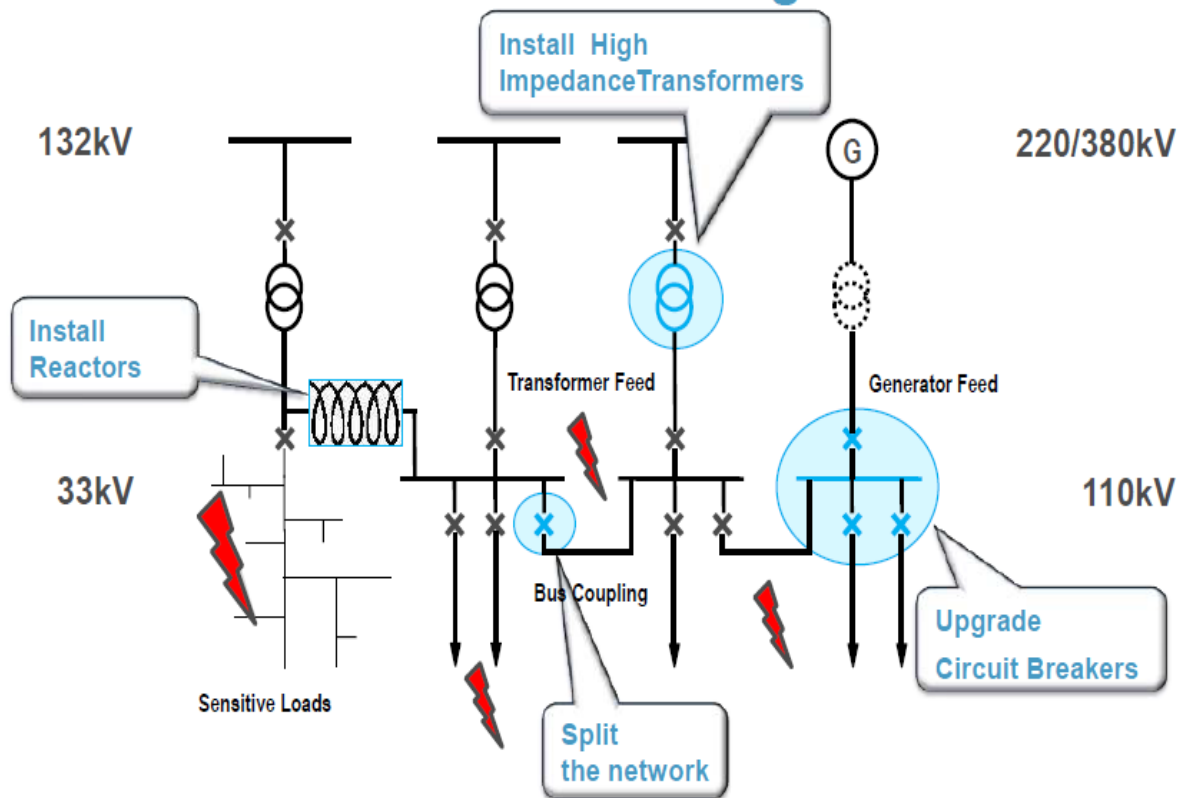 Install High
ImpedanceTransformers
132kV
G
220/380kV
Install
Reactors
Transformer Feed
Generator Feed
33kV
110kV
Bus Coupling
Upgrade
Circuit Breakers
Sensitive Loads
Split
the network